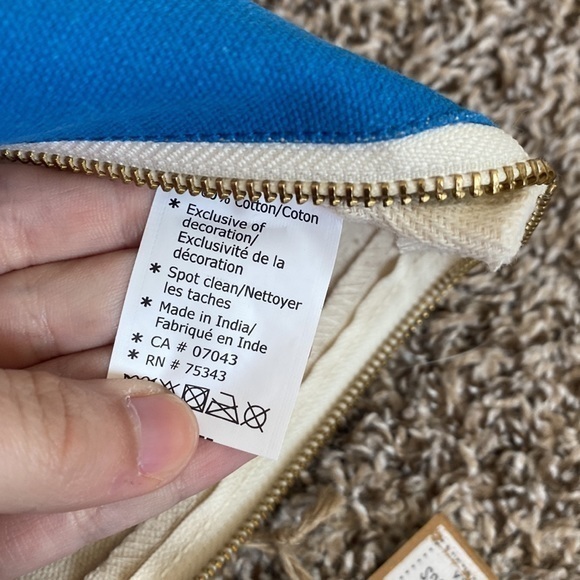 % Cotton/Coton
* Exclusive of
decoration/
Exclusivité de la
décoration
* Spot clean/Nettoyer
les taches
* Made in India/
Fabriqué en Inde
* CA # 07043
* RN # 75343